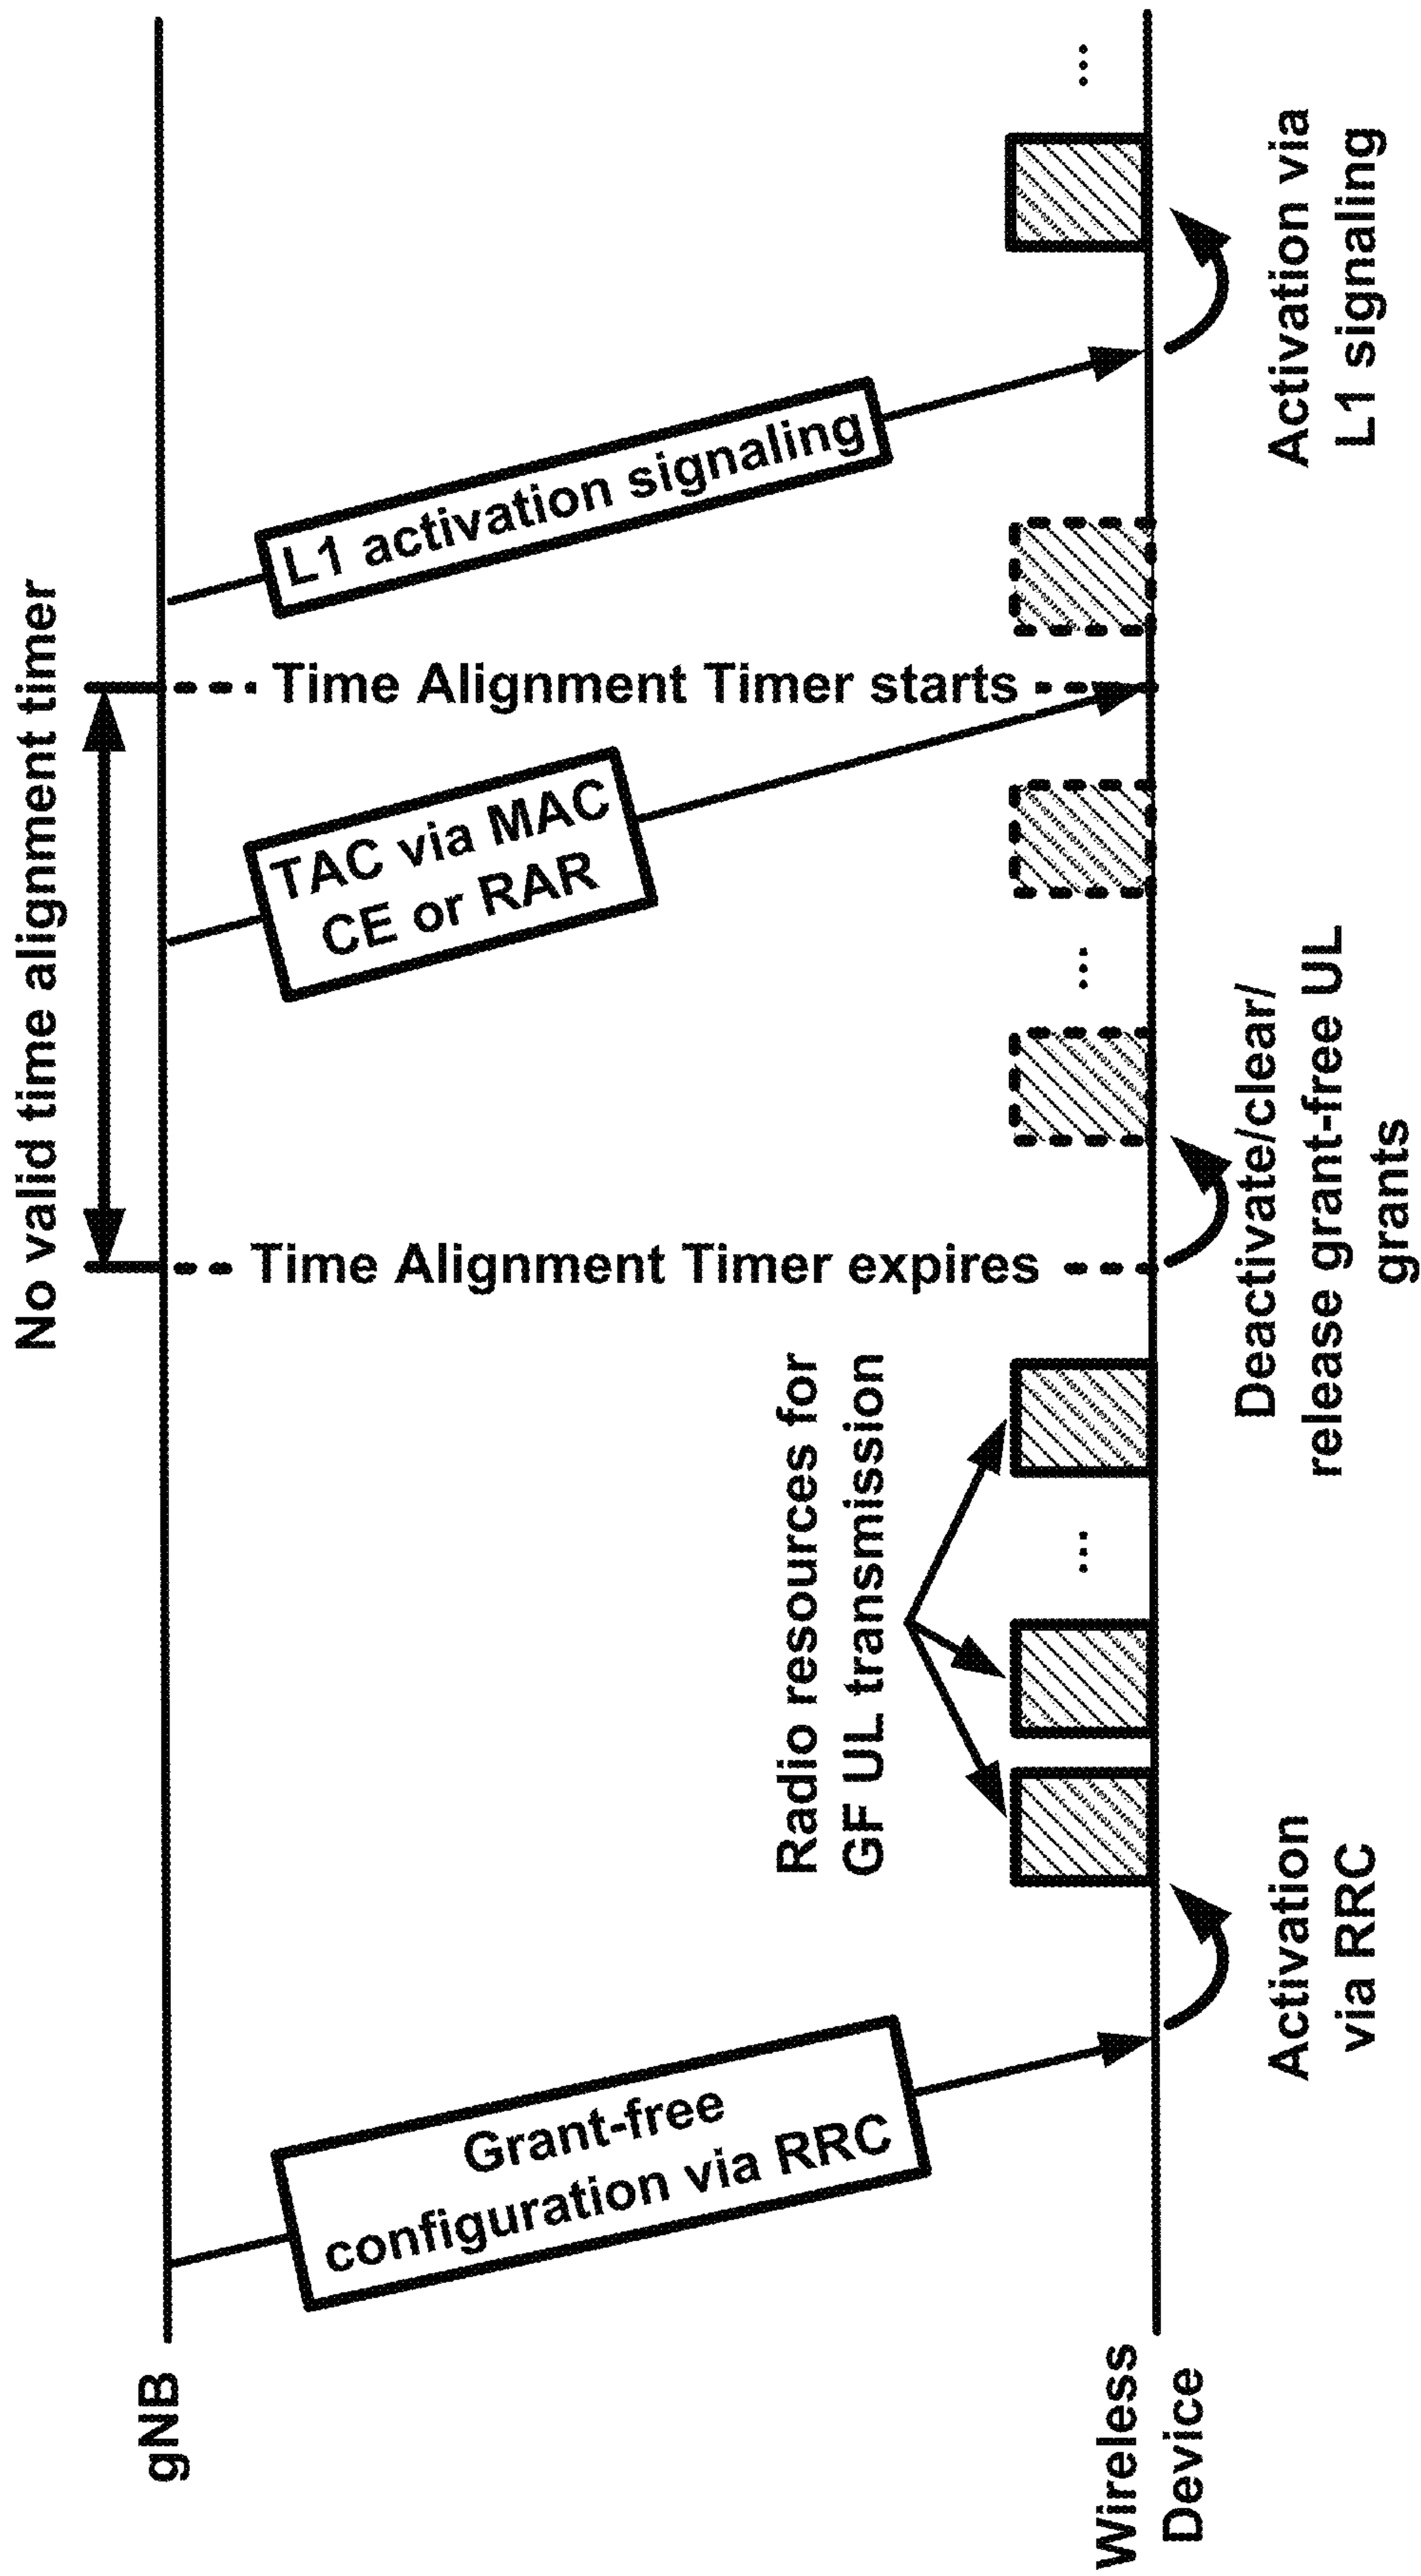 No valid time alignment timer
gNB
Grant-free
configuration via RRC
TAC via MAC
CE or RAR
L1 activation signaling
Time Alignment Timer expires
Time Alignment Timer starts
Radio resources for
GF UL transmission
...
...
...
Wireless
Device
Activation
via RRC
Deactivate/clear/
release grant-free UL
grants
Activation via
L1 signaling